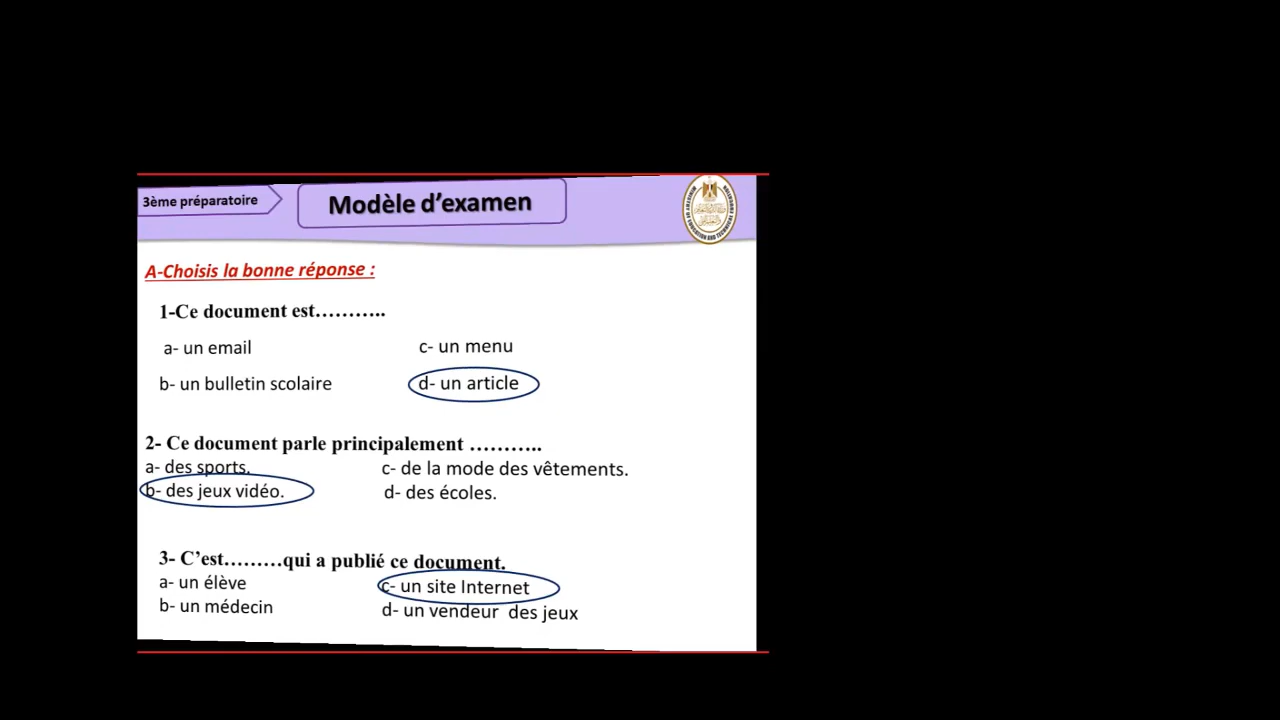 3ème préparatoire
Modèle d'examen
A-Choisis la bonne réponse :
1-Ce document est………..
a- un email
c- un menu
b- un bulletin scolaire
d- un article
2- Ce document parle principalement ………..
a- des sports.
c- de la mode des vêtements.
b- des jeux vidéo.
d- des écoles.
3- C'est………qui a publié ce document.
a- un élève
c- un site Internet
b- un médecin
d- un vendeur des jeux